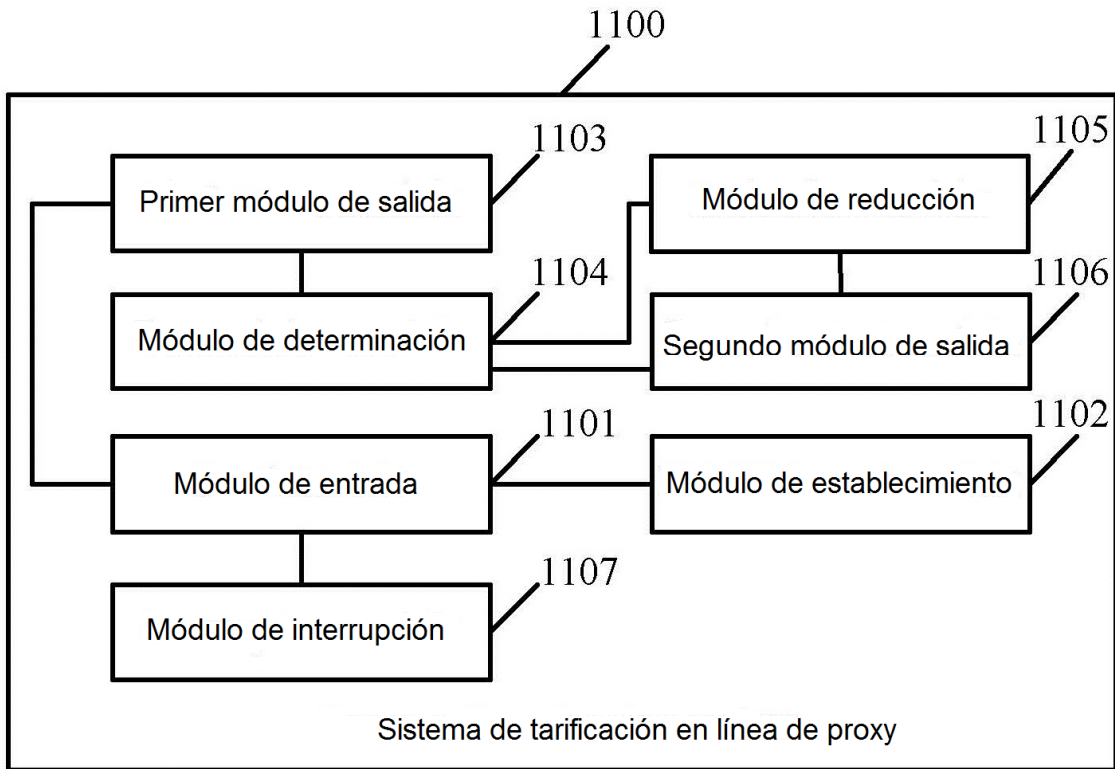 1100
1103
Primer módulo de salida
1105
Módulo de reducción
1104
Módulo de determinación
1106
Segundo módulo de salida
1101
Módulo de entrada
1102
Módulo de establecimiento
1107
Módulo de interrupción
Sistema de tarificación en línea de proxy